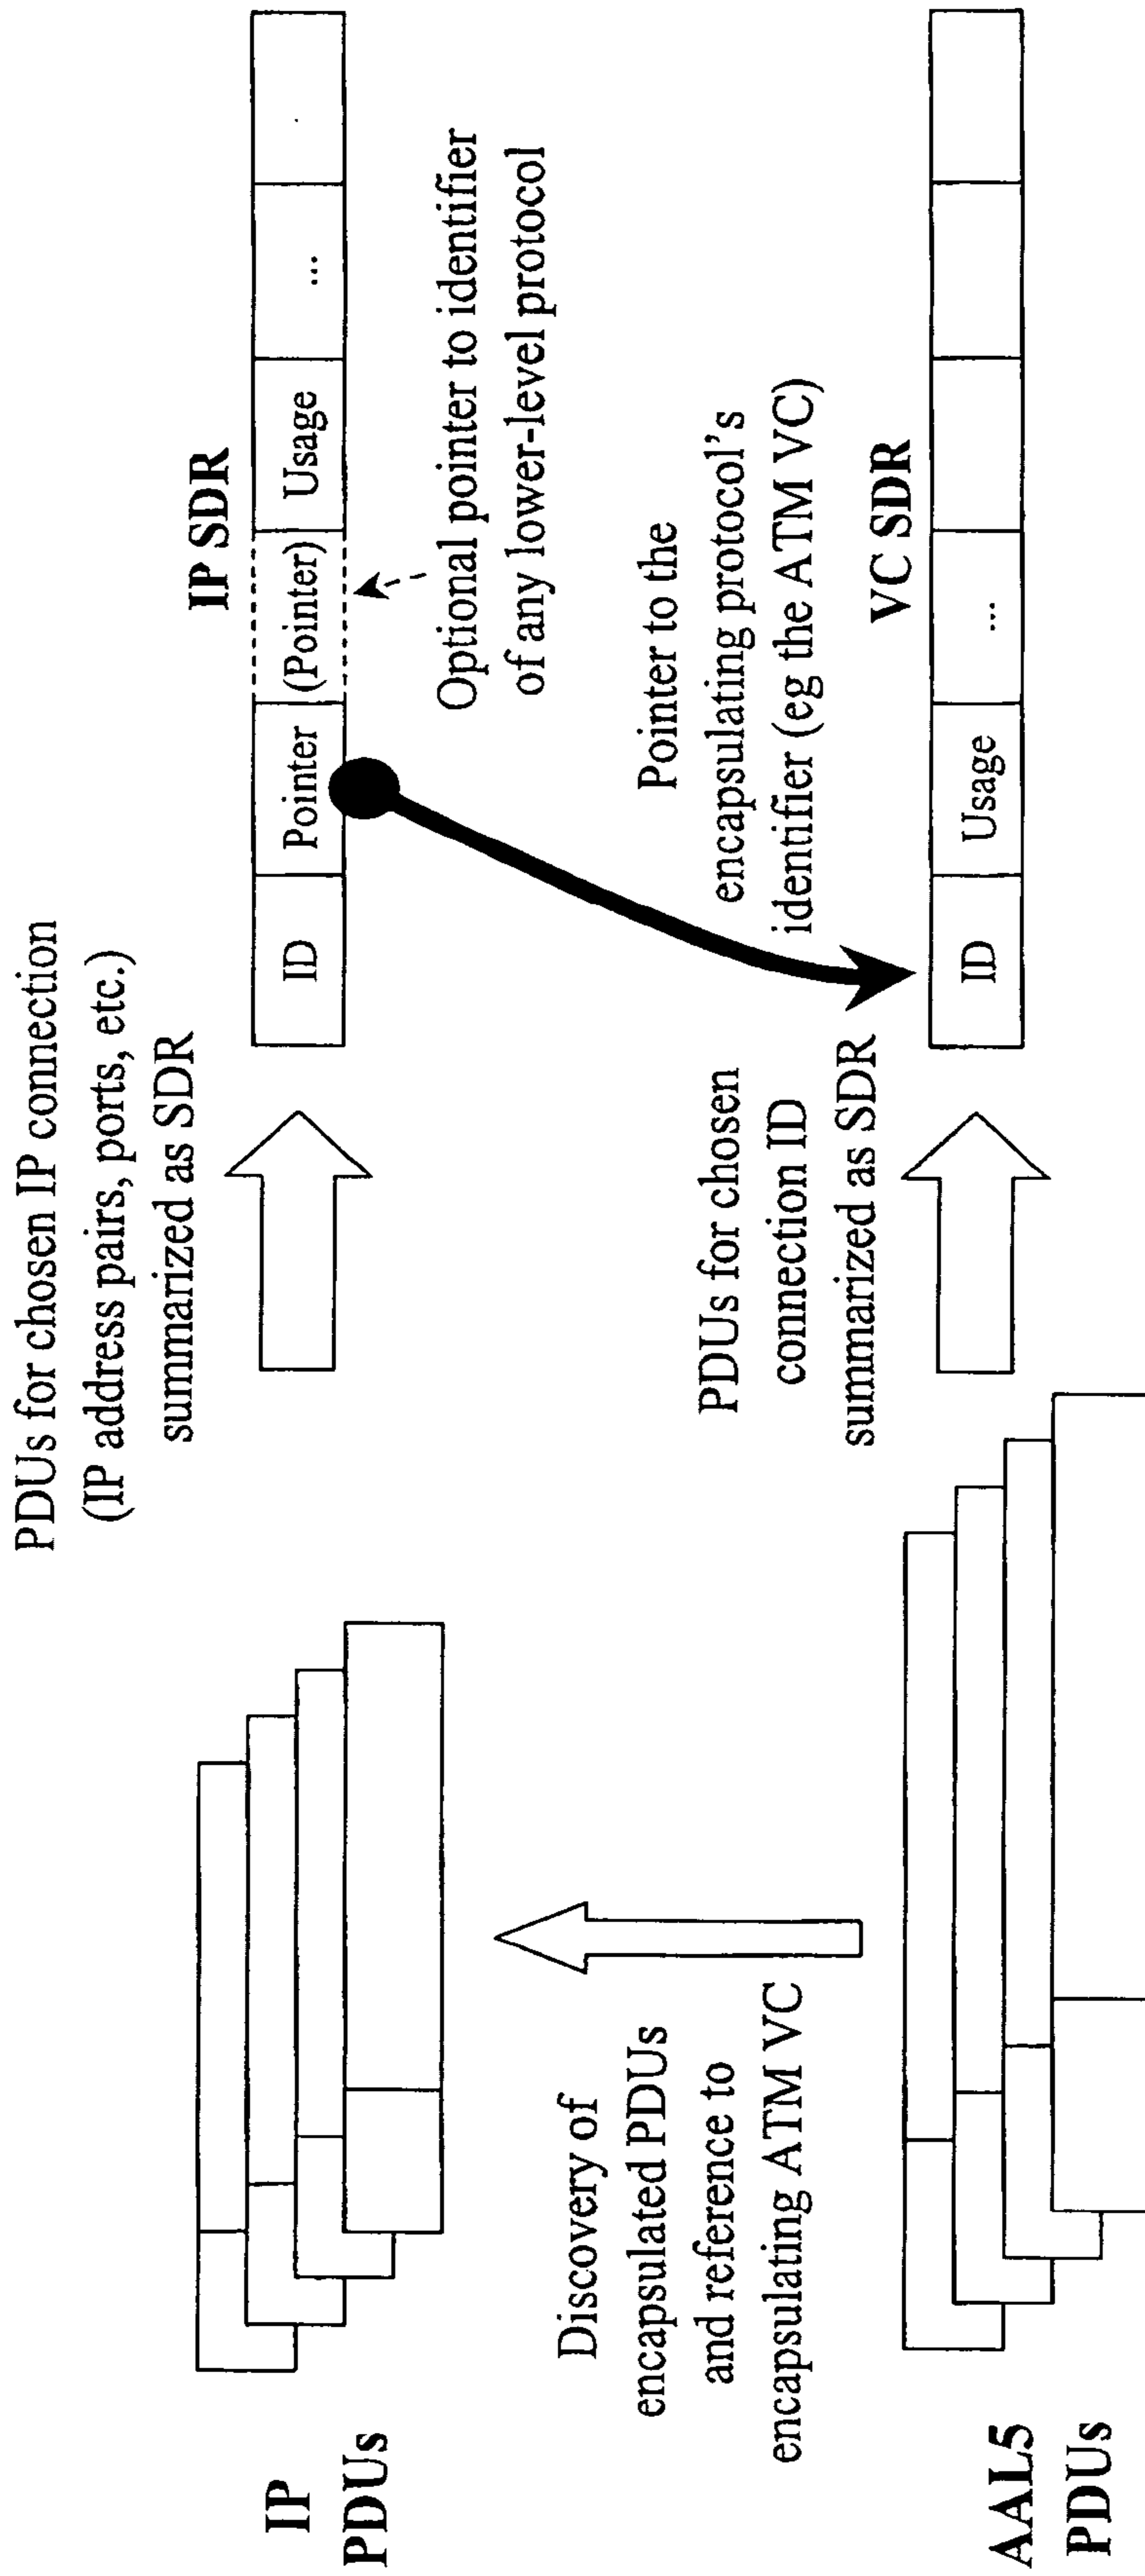 PDUs for chosen IP connection
(IP address pairs, ports, etc.)
summarized as SDR
IP SDR
IP
PDUs
ID
Pointer
(Pointer)
Usage
...
.
Optional pointer to identifier
of any lower-level protocol
Discovery of
encapsulated PDUs
and reference to
encapsulating ATM VC
Pointer to the
encapsulating protocol's
identifier (eg the ATM VC)
PDUs for chosen
connection ID
summarized as SDR
VC SDR
AAL5
PDUs
ID
Usage
...